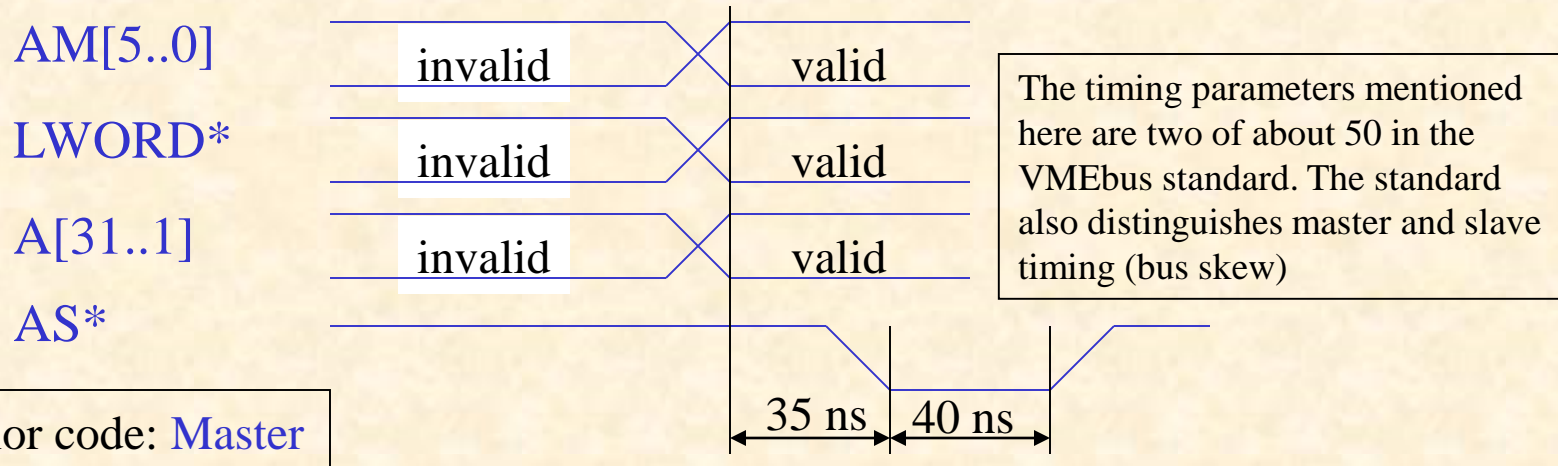 AM[5..0]
invalid
valid
LWORD*
invalid
valid
A[31..1]
invalid
valid
AS*
The timing parameters mentioned
here are two of about 50 in the
VMEbus standard. The standard
also distinguishes master and slave
timing (bus skew)
35 ns
40 ns
or code: Master